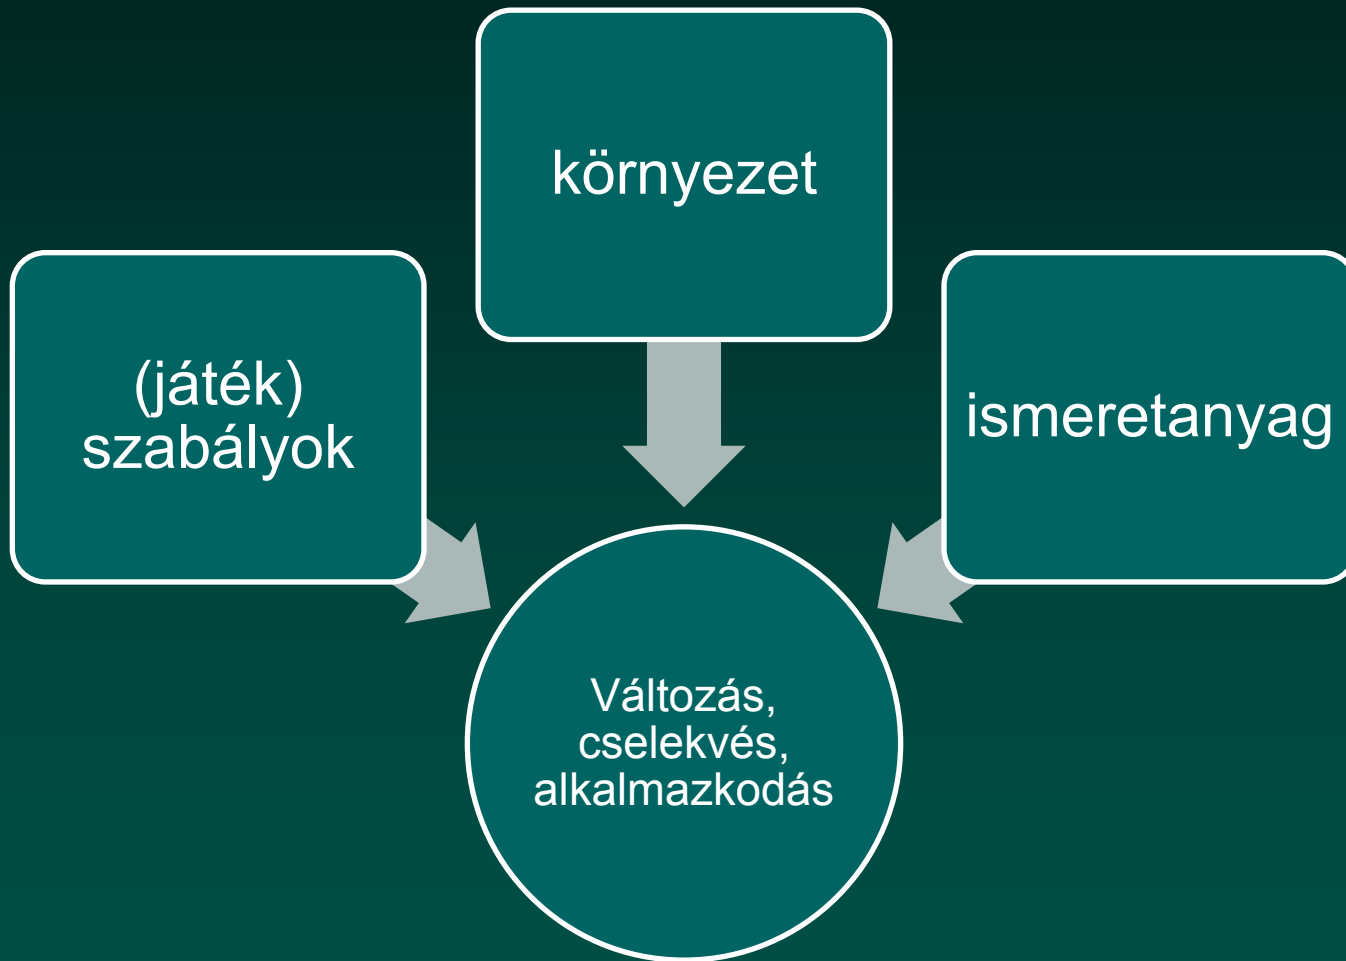 környezet
(játék)
szabályok
ismeretanyag
Változás,
cselekvés,
alkalmazkodás